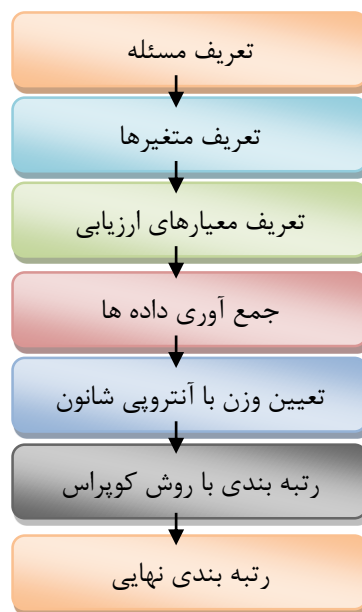 تعریف مسئله
تعریف متغیرها
تعریف معیارهای ارزیابی
جمع آوری داده ها
تعیین وزن با آنتروپی شانون
رتبه بندی با روش کوپراس
رتبه بندی نهایی